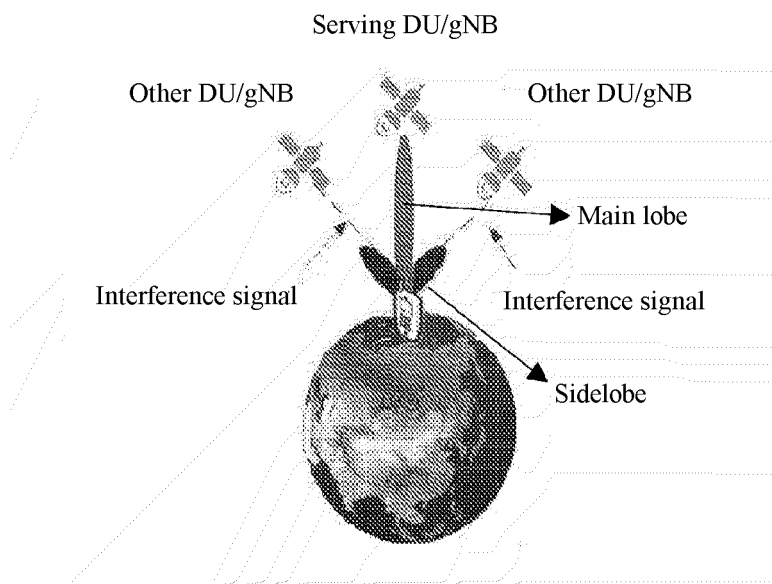 Serving DU/gNB
Other DU/gNB
Other DU/gNB
Main lobe
Interference signal
Interference signal
Sidelobe